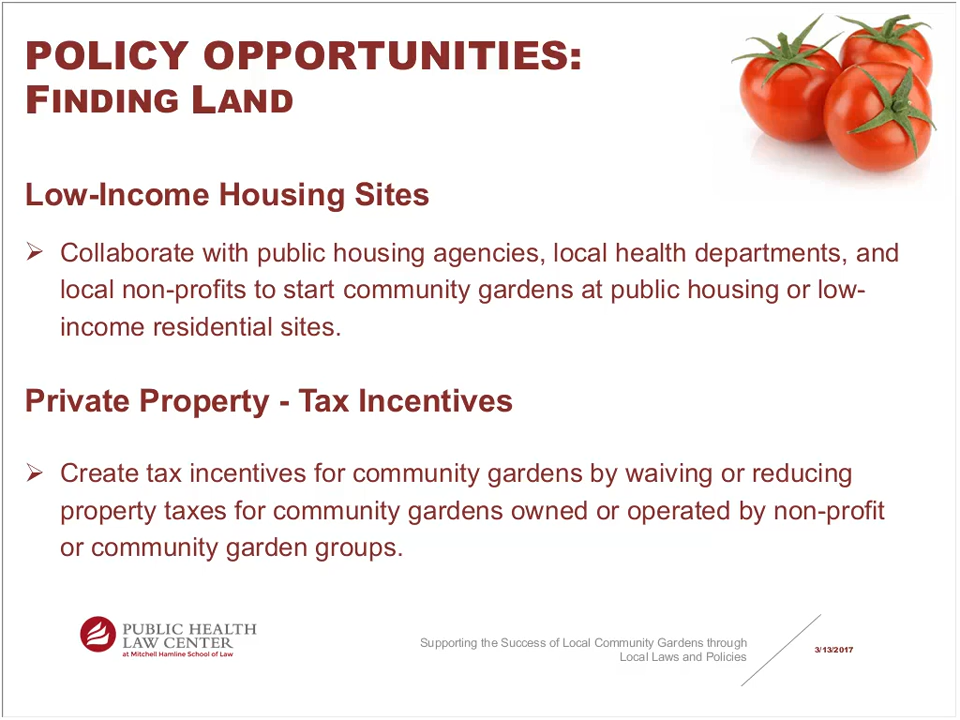 POLICY OPPORTUNITIES:
FINDING LAND
Low-Income Housing Sites
➢ Collaborate with public housing agencies, local health departments, and
local non-profits to start community gardens at public housing or low-
income residential sites.
Private Property - Tax Incentives
➢ Create tax incentives for community gardens by waiving or reducing
property taxes for community gardens owned or operated by non-profit
or community garden groups.
PUBLIC HEALTH
LAW CENTER
at Mitchell Hamline School of Law
Supporting the Success of Local Community Gardens through
Local Laws and Policies
3/13/2017